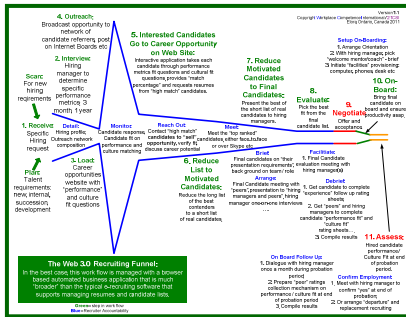 Version 5.1
Copyright Workplace Competence International
Elora, Ontario, Canada 2011
4. Outreach:
Broadcast opportunity to
network of
candidate referrers, post
on Internet Boards etc.
Scan:
For new
hiring
requirements
2. Interview:
Hiring
manager to
determine
specific
performance
metrics, 3
month, 1 year
1. Receive
Specific
Hiring
request:
Detail:
Hiring profile;
Outreach network
composition
Plan:
Talent
requirements:
new, internal,
succession,
development
3. Load:
Career
opportunities
website with
"performance"
and culture
fit questions
Monitor:
Candidate response,
Candidate fit on
performance and
culture matching
5. Interested Candidates
Go to Career Opportunity
on Web Site:
Interactive application takes each
candidate through performance
metrics fit questions and cultural fit
questions, provides "match
percentage" and requests resumes
from "high match" candidates.
Reach Out:
Contact "high match"
candidates to "sell"
opportunity, verify fit,
discuss career potential
6. Reduce
List to
Motivated
Candidates:
Reduce the long list
of the best
contenders to
a short list of
real candidates.
7. Reduce
Motivated
Candidates
to Final
Candidates:
Present the best of
the short list of real
candidates to hiring
managers.
Meet:
Meet the "top ranked"
candidates, either face to face
or over Skype etc.
Brief:
Final candidates on "their
presentation requirements",
back ground on team / role
Arrange:
Final Candidate meeting with
"peers", presentation to "hiring
managers and peers", hiring
manager one-on-one interviews
8.
Evaluate:
Pick the best
fit from the
final
candidate list.
Facilitate:
1. Final Candidate
evaluation meeting with
hiring manager(s)
Debrief:
1. Get candidate to complete
"experience" follow up rating
sheets;
2. Get "peers" and hiring
managers to complete
candidate "performance fit" and
"culture fit"
rating sheets....
3. Compile results
Setup On-Boarding:
1. Arrange Orientation
2. With hiring manager, pick
"welcome mentor/coach" + brief
3. Initiate "facilities" provisioning:
computer, phones, desk etc.
9.
Negotiate:
Offer and
acceptance
10. On-
Board:
Bring final
candidate on
board and ensure
productivity asap.
11. Assess:
Hired candidate
performance/
Culture Fit at end
of probation
period.
On Board Follow Up:
1. Dialogue with hiring manager
once a month during probation
period
2. Prepare "peer" ratings
collection mechanism on
performance / culture fit at end
of probation period
3. Compile results
Confirm Employment
1. Meet with hiring manager to
confirm "yes" at end of
probation;
2. Or arrange "departure" and
replacement recruiting
The Web 3.0 Recruiting Funnel:
In the best case, this work flow is managed with a browser
based automated business application that is much
"broader" than the typical e-recruiting software that
supports managing resumes and candidate lists.
Green= step in work flow
Blue= Recruiter Accountability